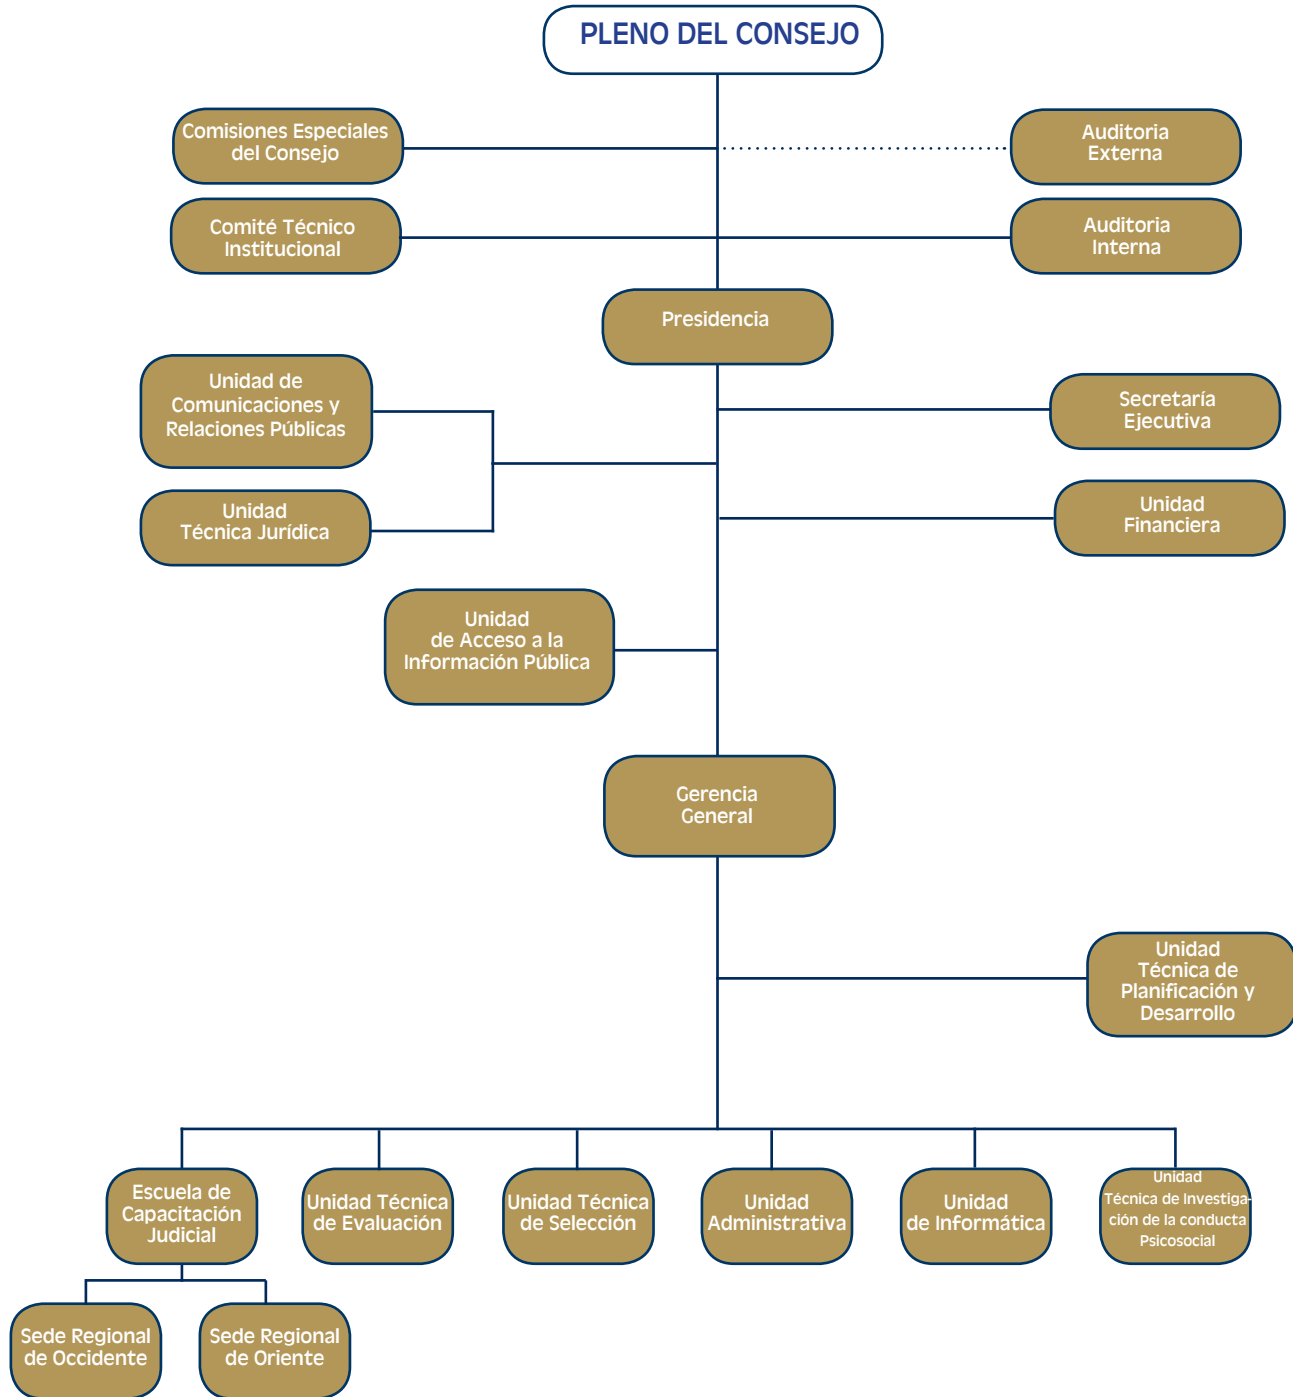 PLENO DEL CONSEJO
Comisiones Especiales
del Consejo
Auditoria
Externa
Comité Técnico
Institucional
Auditoria
Interna
Presidencia
Unidad de
Comunicaciones y
Relaciones Públicas
Secretaría
Ejecutiva
Unidad
Técnica Jurídica
Unidad
Financiera
Unidad
de Acceso a la
Información Pública
Gerencia
General
Unidad
Técnica de
Planificación y
Desarrollo
Escuela de
Capacitación
Judicial
Unidad Técnica
de Evaluación
Unidad Técnica
de Selección
Unidad
Administrativa
Unidad
de Informática
Unidad
Técnica de Investiga-
ción de la conducta
Psicosocial
Sede Regional
de Occidente
Sede Regional
de Oriente